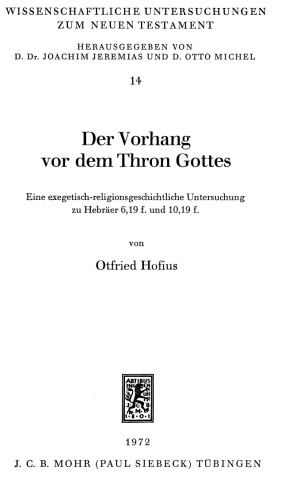 WISSENSCHAFTLICHE UNTERSUCHUNGEN
ZUM NEUEN TESTAMENT
HERAUSGEGEBEN VON
D. Dr. JOACHIM JEREMIAS UND D. OTTO MICHEL
14
Der Vorhang
vor dem Thron Gottes
Eine exegetisch-religionsgeschichtliche Untersuchung
zu Hebräer 6,19 f. und 10,19 f.
von
Otfried Hofius
1972
J. C. B. MOHR (PAUL SIEBECK) TÜBINGEN